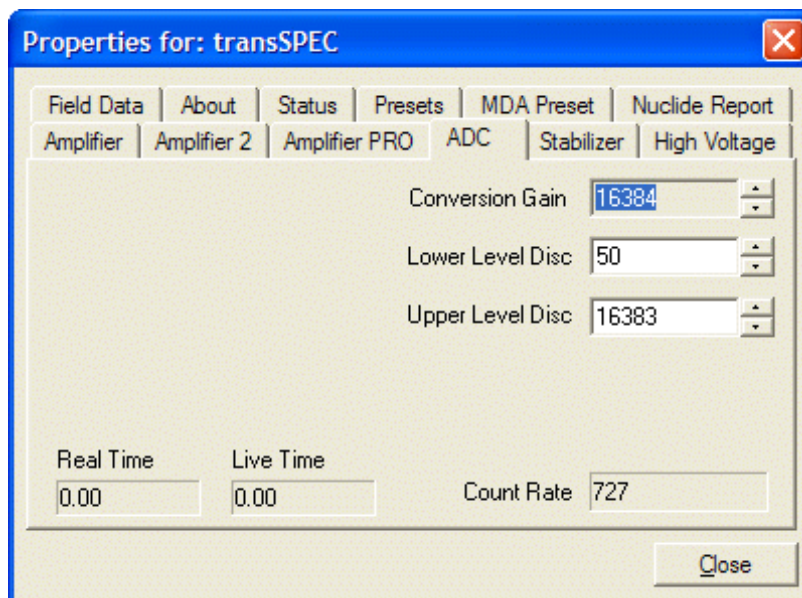 Properties for: transSPEC
Field Data About Status Presets MDA Preset Nuclide Report
Amplifier Amplifier 2 Amplifier PRO ADC Stabilizer High Voltage
Conversion Gain 16384
Lower Level Disc 50
Upper Level Disc 16383
Real Time Live Time
0.00 0.00 Count Rate 727
Close